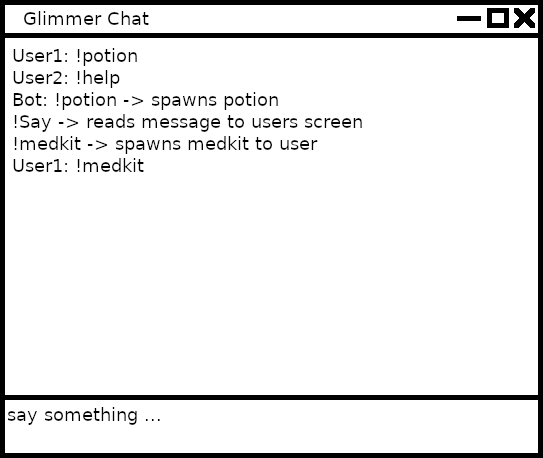 Glimmer Chat
User1: !potion
User2: !help
Bot: !potion -> spawns potion
!Say -> reads message to users screen
!medkit -> spawns medkit to user
User1: !medkit
say something ...